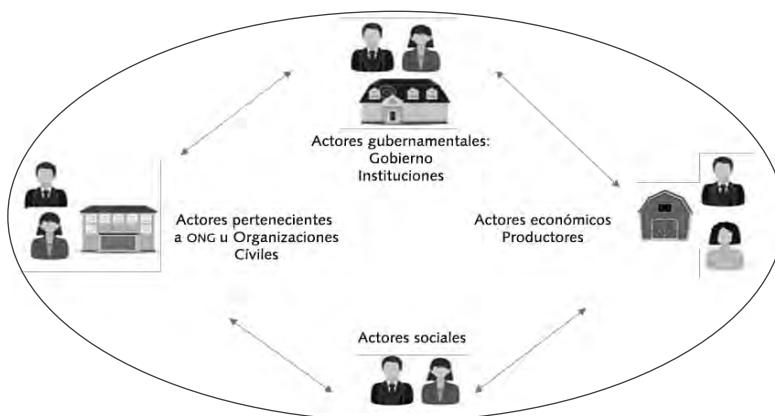 Actores gubernamentales:
Gobierno
Instituciones
Actores pertenecientes
a ONG u Organizaciones
Cíviles
Actores económicos
Productores
Actores sociales